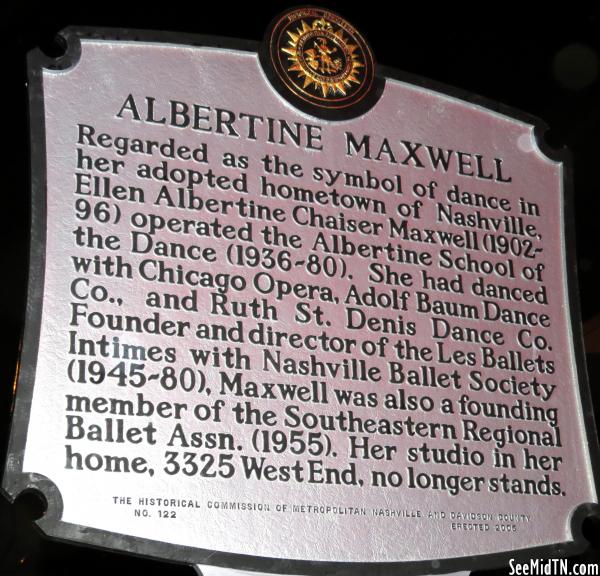 ALBERTINE MAXWELL
Regarded as the symbol of dance in
her adopted hometown of Nashville,
Ellen Albertine Chaiser Maxwell (1902-
96) operated the Albertine School of
the Dance (1936-80). She had danced
with Chicago Opera, Adolf Baum Dance
Co., and Ruth St. Denis Dance Co.
Founder and director of the Les Ballets
Intimes with Nashville Ballet Society
(1945-80), Maxwell was also a founding
member of the Southeastern Regional
Ballet Assn. (1955). Her studio in her
home, 3325 West End, no longer stands.
THE HISTORICAL COMMISSION OF METROPOLITAN NASHVILLE AND DAVIDSON COUNTY
NO. 122 ERECTED 2005
SeeMidTN.com